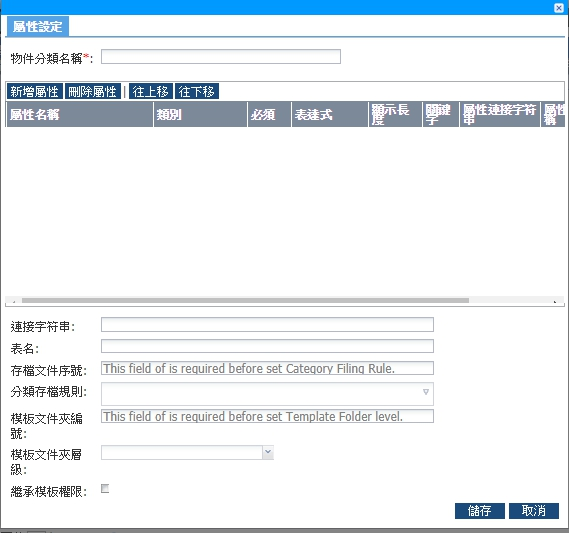 屬性設定
物件分類名稱*:
新增屬性 刪除屬性 | 往上移 往下移
屬性名稱 類別 必須 表達式 顯示長度 關鍵字 屬性連接字符串
連接字符串:
表名:
存檔文件序號: This field of is required before set Category Filing Rule.
分類存檔規則:
模板文件夾編號: This field of is required before set Template Folder level.
模板文件夾層級:
繼承模板權限:
儲存 取消